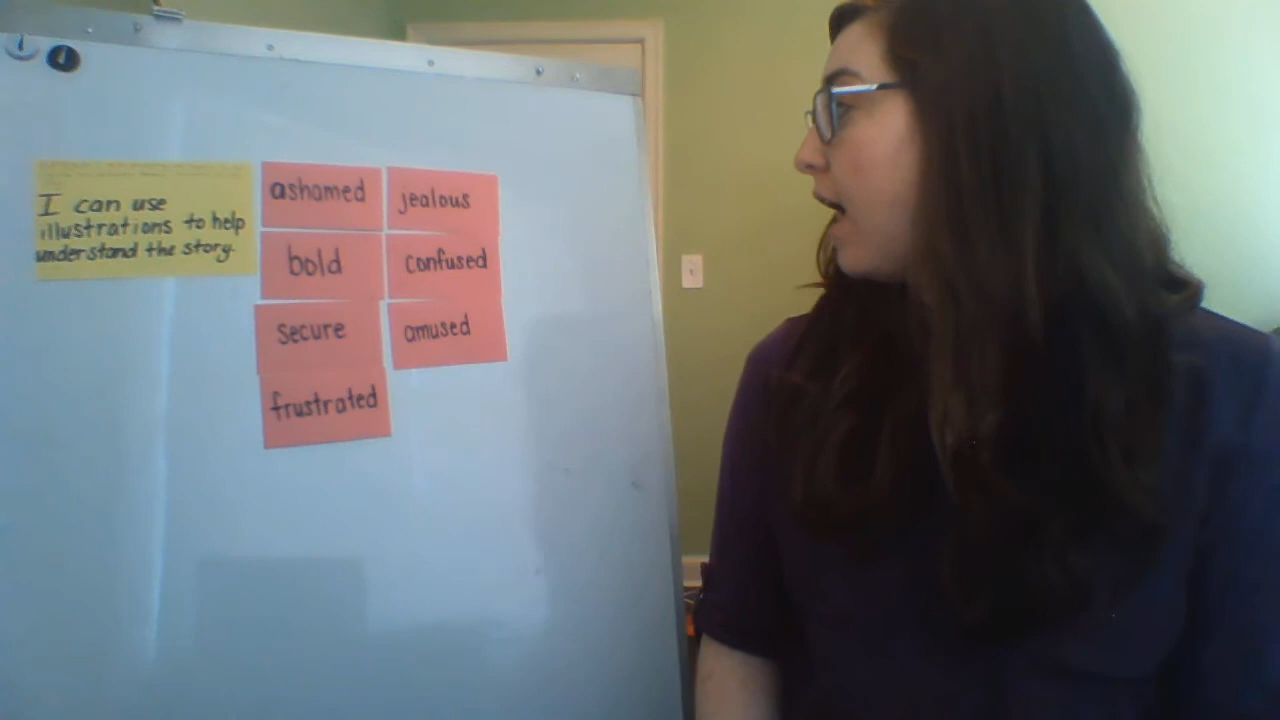 I can use
illustrations to help
understand the story.
ashamed
jealous
bold
confused
secure
amused
frustrated